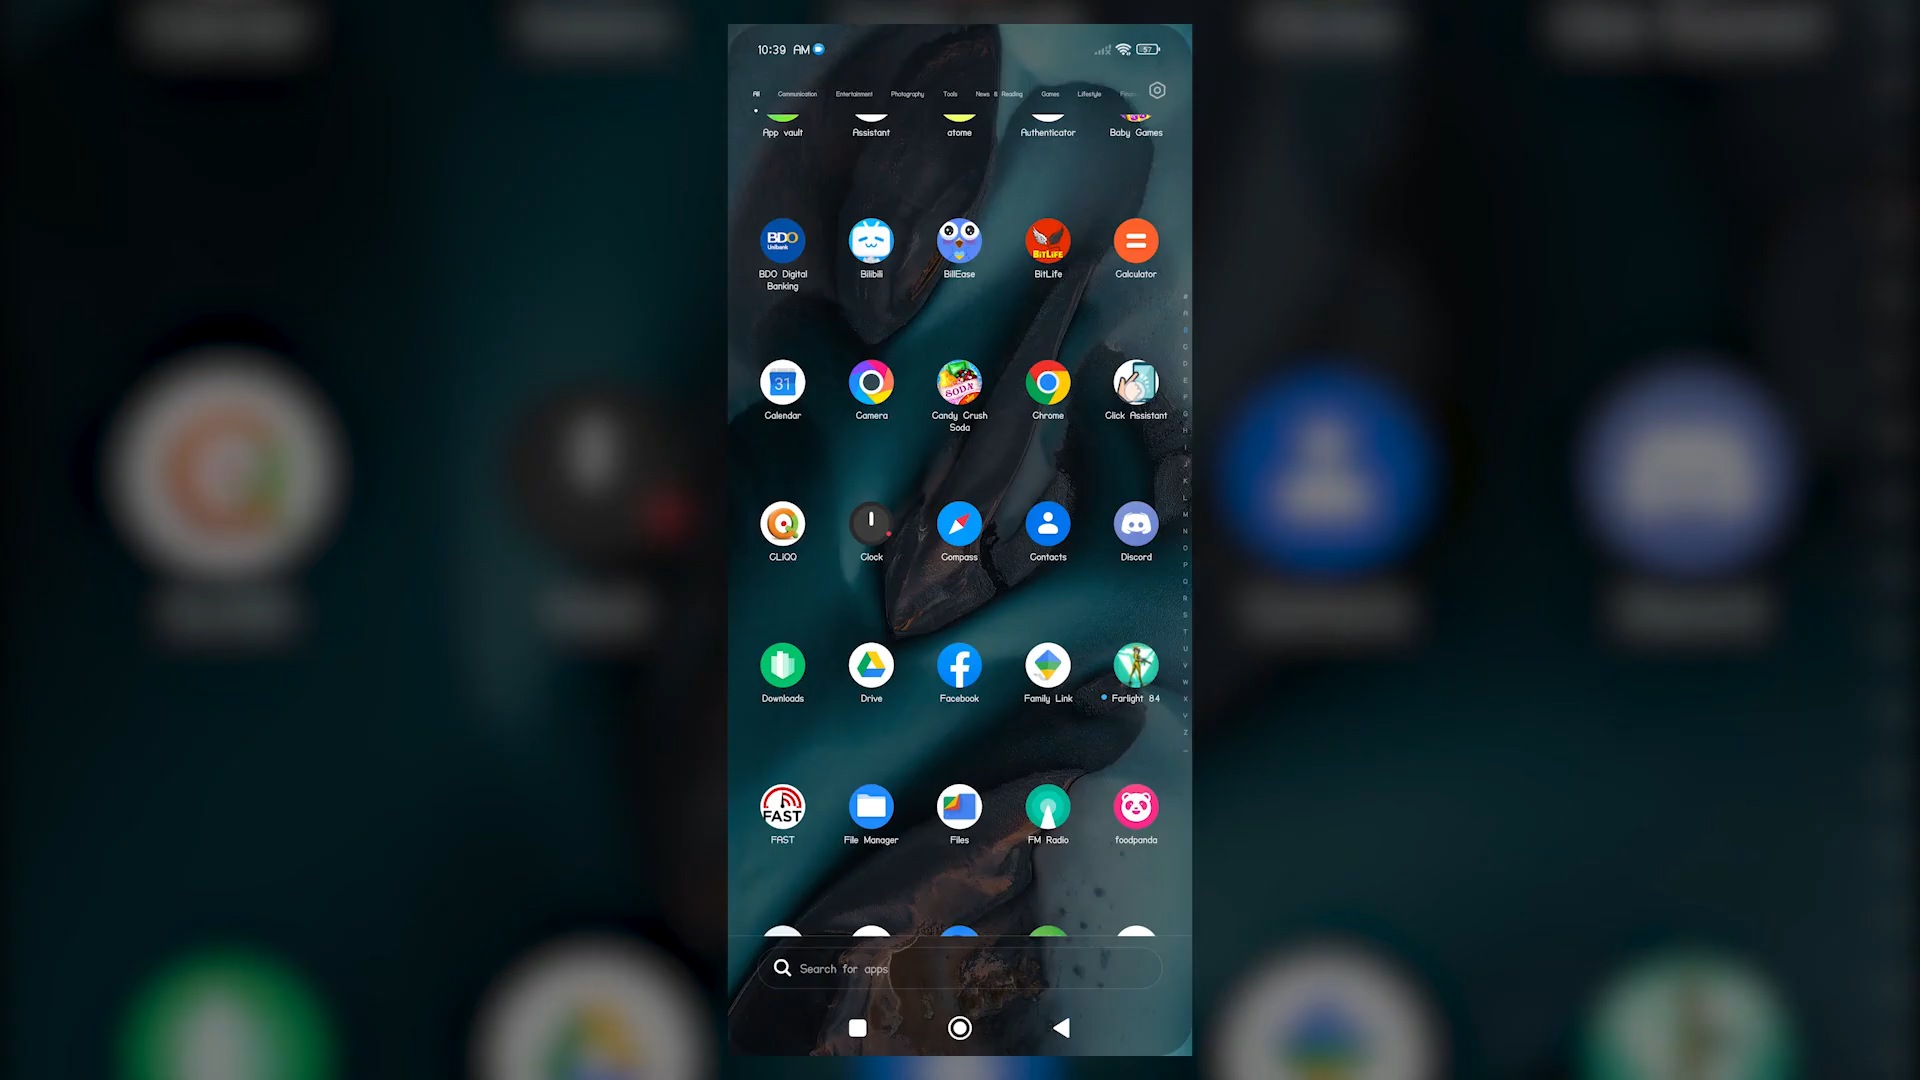 10:39 AM 57
All Communication Entertainment Photography Tools News & Reading Games Lifestyle
App vault Assistant atome Authenticator Baby Games
BDO
Unibank
BITLIFE
BDO Digital Banking Bilibili BillEase BitLife Calculator
31
SODA
Calendar Camera Candy Crush Soda Chrome Click Assistant
CLiQQ Clock Compass Contacts Discord
Downloads Drive Facebook Family Link Farlight 84
FAST
FAST File Manager Files FM Radio foodpanda
Search for apps
#
A
B
C
D
E
F
G
H
I
J
K
L
M
N
O
P
Q
R
S
T
U
V
W
X
Y
Z